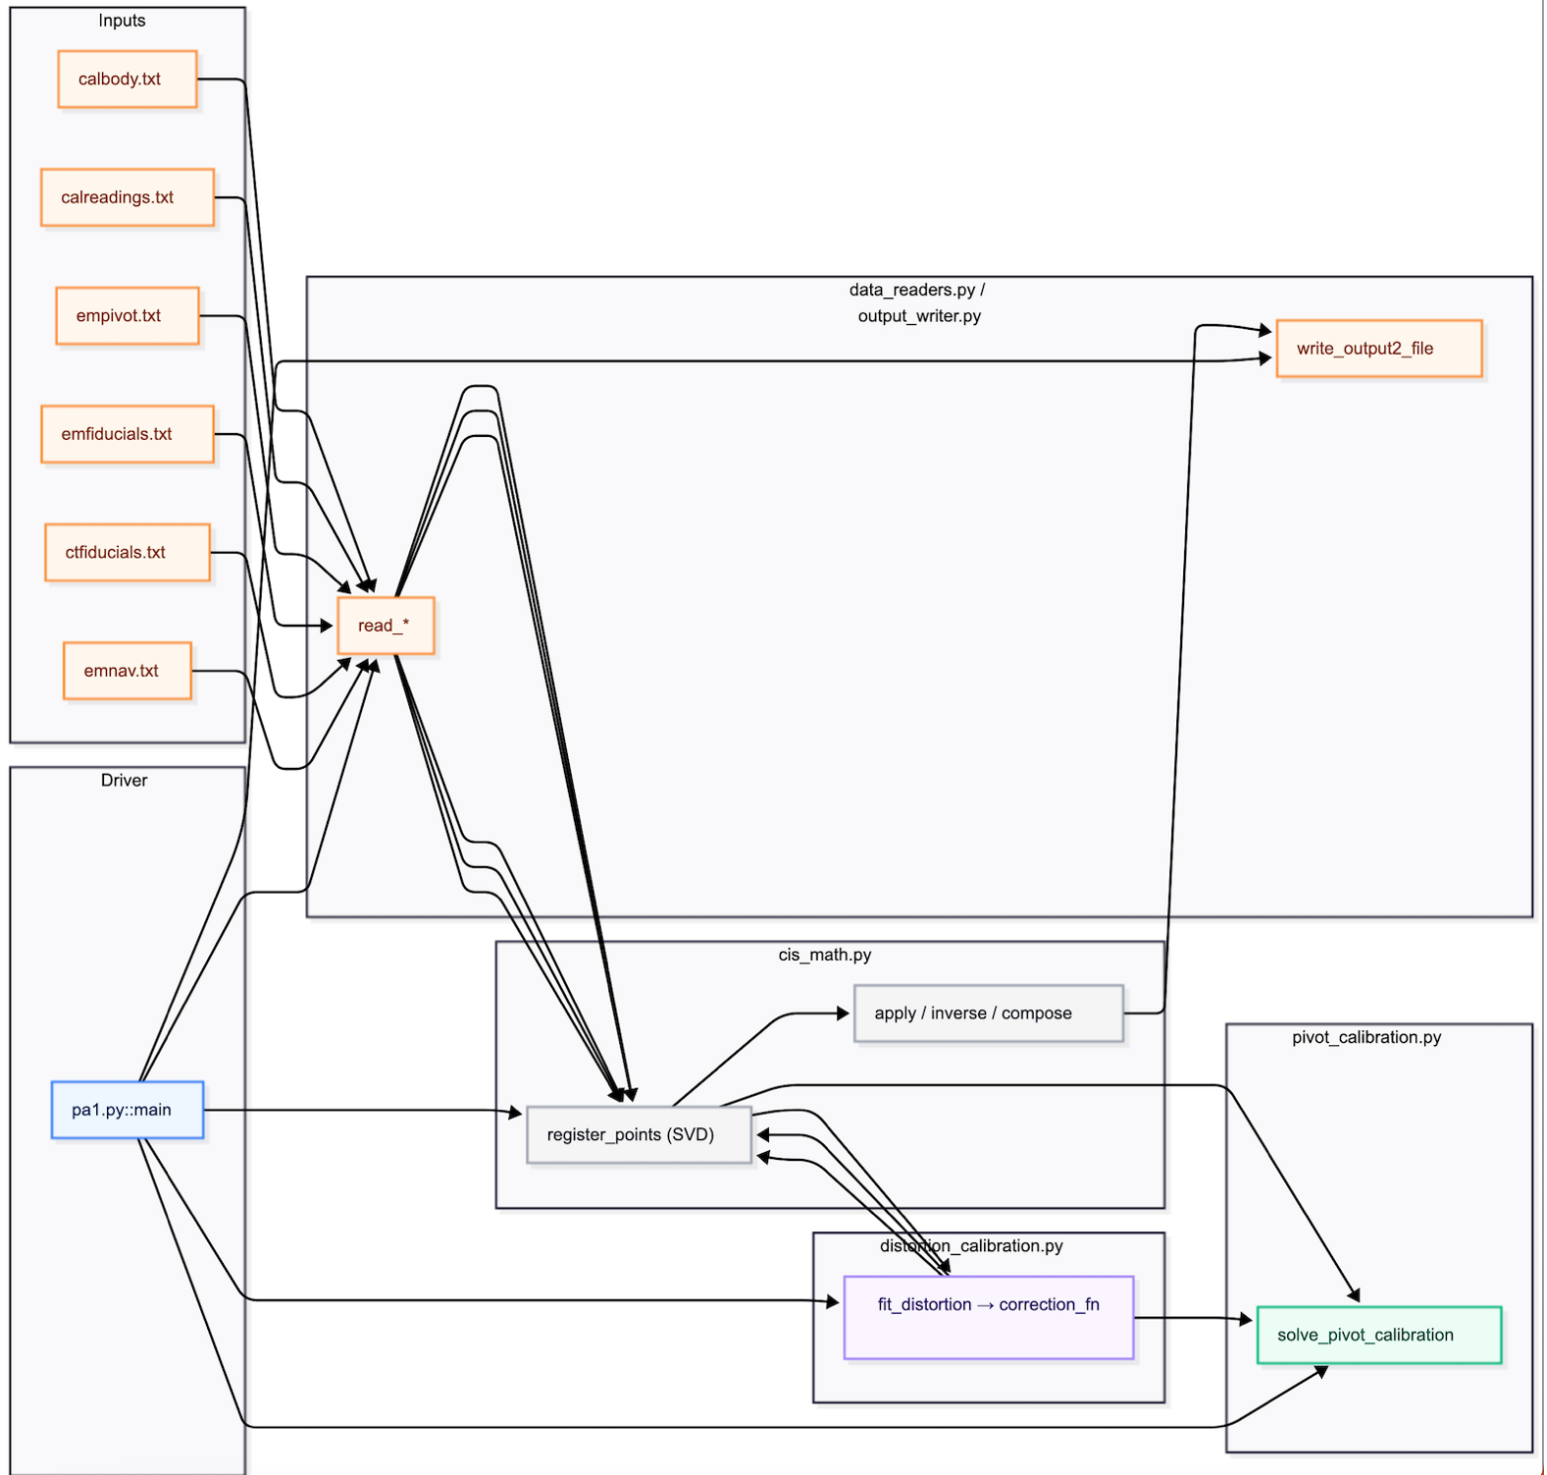 Inputs
calbody.txt
calreadings.txt
empivot.txt
emfiducials.txt
ctfiducials.txt
emnav.txt
data_readers.py /
output_writer.py
write_output2_file
read_*
Driver
pa1.py::main
cis_math.py
apply / inverse / compose
register_points (SVD)
distortion_calibration.py
fit_distortion → correction_fn
pivot_calibration.py
solve_pivot_calibration